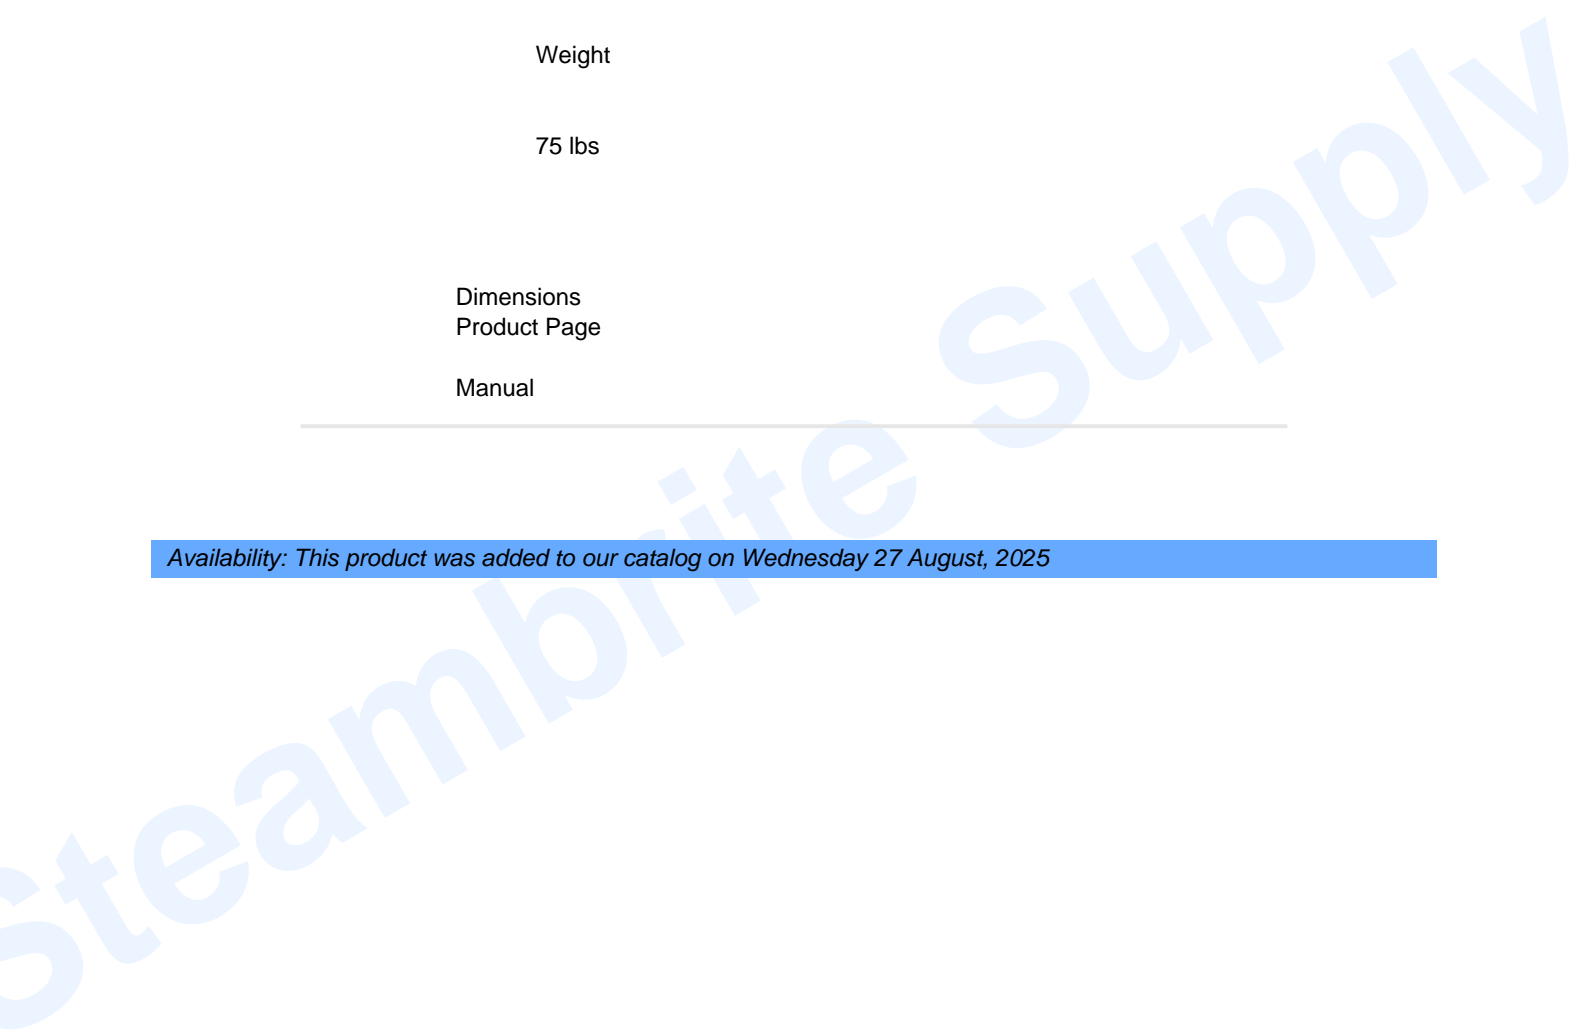 Weight
75 lbs
Dimensions
Product Page
Manual
Availability: This product was added to our catalog on Wednesday 27 August, 2025
Steambrite Supply